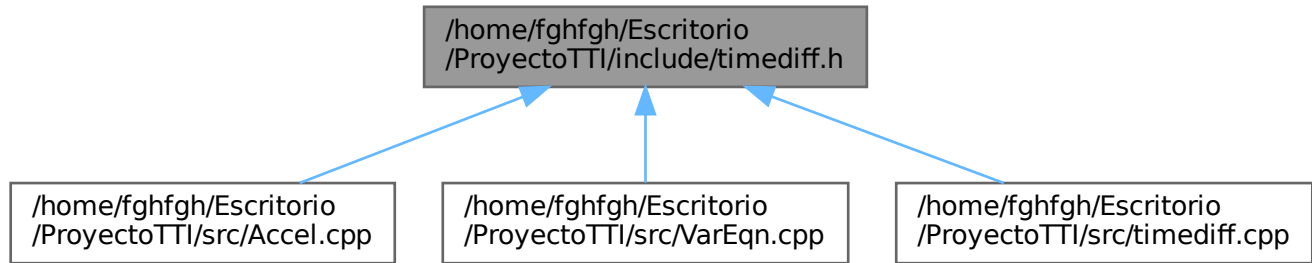 /home/fghfgh/Escritorio
/ProyectoTTI/include/timediff.h
/home/fghfgh/Escritorio
/ProyectoTTI/src/Accel.cpp
/home/fghfgh/Escritorio
/ProyectoTTI/src/VarEqn.cpp
/home/fghfgh/Escritorio
/ProyectoTTI/src/timediff.cpp